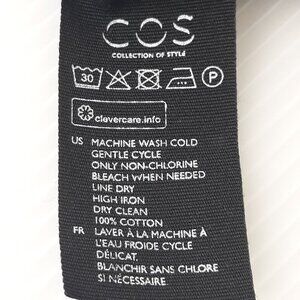 COS
COLLECTION OF STYLE
30 P
clevercare.info
US MACHINE WASH COLD
GENTLE CYCLE
ONLY NON-CHLORINE
BLEACH WHEN NEEDED
LINE DRY
HIGH IRON
DRY CLEAN
100% COTTON
FR LAVER À LA MACHINE À
L'EAU FROIDE CYCLE
DÉLICAT.
BLANCHIR SANS CHLORE
SI NÉCESSAIRE.